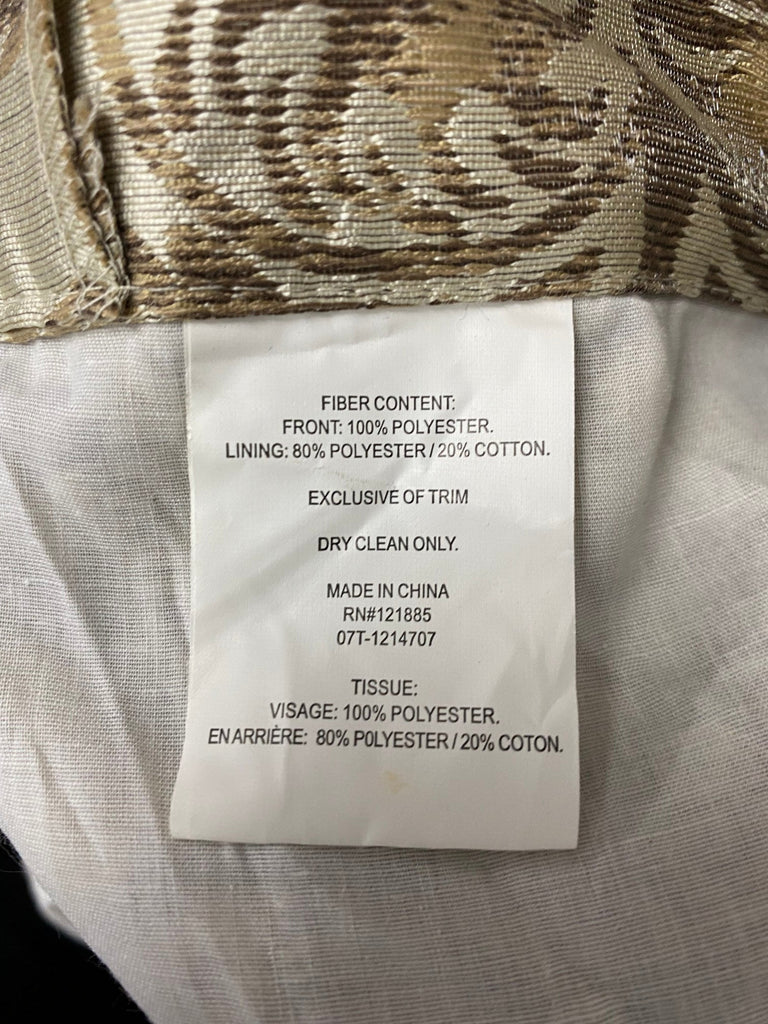 FIBER CONTENT:
FRONT: 100% POLYESTER.
LINING: 80% POLYESTER / 20% COTTON.
EXCLUSIVE OF TRIM
DRY CLEAN ONLY.
MADE IN CHINA
RN#121885
07T-1214707
TISSUE:
VISAGE: 100% POLYESTER.
EN ARRIÈRE: 80% POLYESTER / 20% COTON.